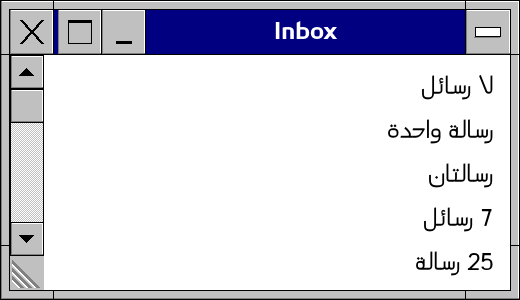 Inbox
لا رسائل
رسالة واحدة
رسالتان
7 رسائل
25 رسالة